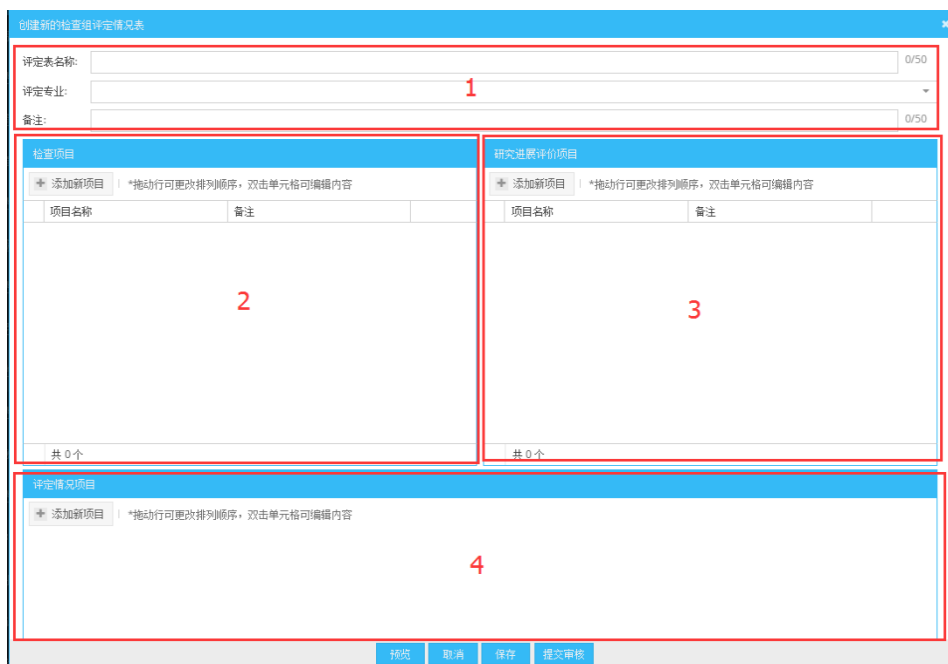 创建新的检查组评定情况表
评定表名称: 0/50
评定专业:
备注: 0/50
1
检查项目
添加新项目 *拖动行可更改排列顺序，双击单元格可编辑内容
项目名称 备注
2
共 0 个
研究进展评价项目
添加新项目 *拖动行可更改排列顺序，双击单元格可编辑内容
项目名称 备注
3
共 0 个
评定情况项目
添加新项目 *拖动行可更改排列顺序，双击单元格可编辑内容
4
预览 取消 保存 提交审核